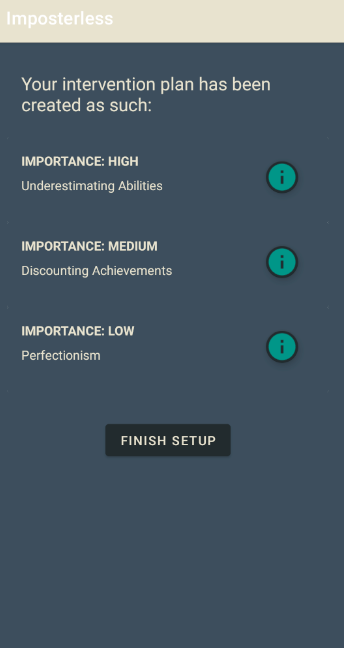 Imposterless
Your intervention plan has been
created as such:
IMPORTANCE: HIGH
Underestimating Abilities
IMPORTANCE: MEDIUM
Discounting Achievements
IMPORTANCE: LOW
Perfectionism
FINISH SETUP